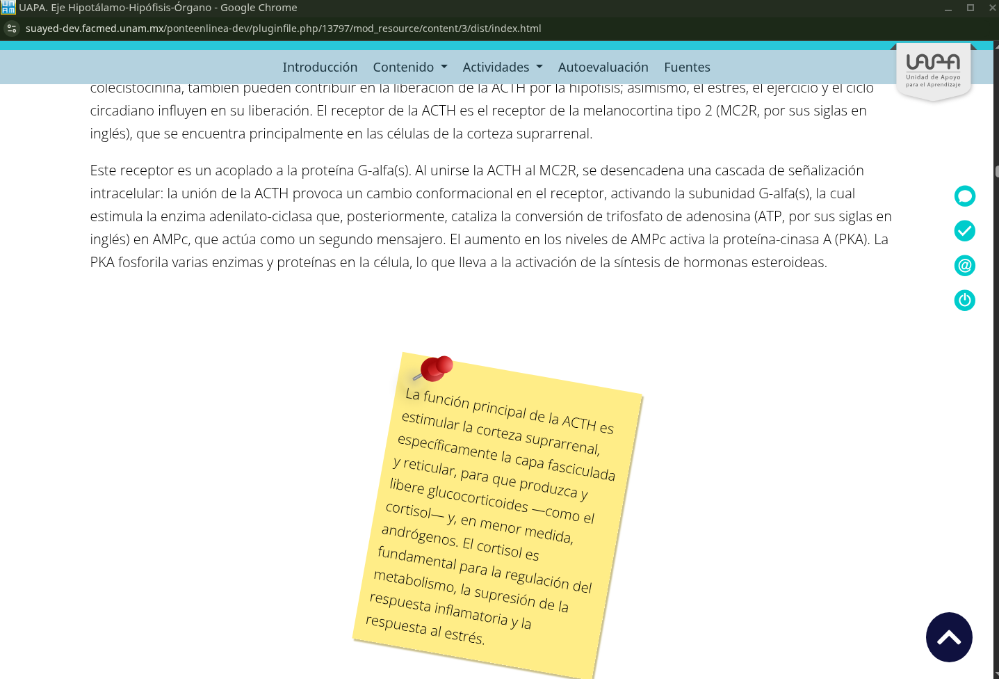 UAPA. Eje Hipotálamo-Hipófisis-Órgano - Google Chrome
suayed-dev.facmed.unam.mx/ponteenlinea-dev/pluginfile.php/13797/mod_resource/content/3/dist/index.html
Introducción Contenido Actividades Autoevaluación Fuentes
UAPA
Unidad de Apoyo
para el Aprendizaje
colecistocinina, también pueden contribuir en la liberación de la ACTH por la hipófisis; asimismo, el estrés, el ejercicio y el ciclo
circadiano influyen en su liberación. El receptor de la ACTH es el receptor de la melanocortina tipo 2 (MC2R, por sus siglas en
inglés), que se encuentra principalmente en las células de la corteza suprarrenal.
Este receptor es un acoplado a la proteína G-alfa(s). Al unirse la ACTH al MC2R, se desencadena una cascada de señalización
intracelular: la unión de la ACTH provoca un cambio conformacional en el receptor, activando la subunidad G-alfa(s), la cual
estimula la enzima adenilato-ciclasa que, posteriormente, cataliza la conversión de trifosfato de adenosina (ATP, por sus siglas en
inglés) en AMPc, que actúa como un segundo mensajero. El aumento en los niveles de AMPc activa la proteína-cinasa A (PKA). La
PKA fosforila varias enzimas y proteínas en la célula, lo que lleva a la activación de la síntesis de hormonas esteroideas.
La función principal de la ACTH es
estimular la corteza suprarrenal,
específicamente la capa fasciculada
y reticular, para que produzca y
libere glucocorticoides —como el
cortisol— y, en menor medida,
andrógenos. El cortisol es
fundamental para la regulación del
metabolismo, la supresión de la
respuesta inflamatoria y la
respuesta al estrés.